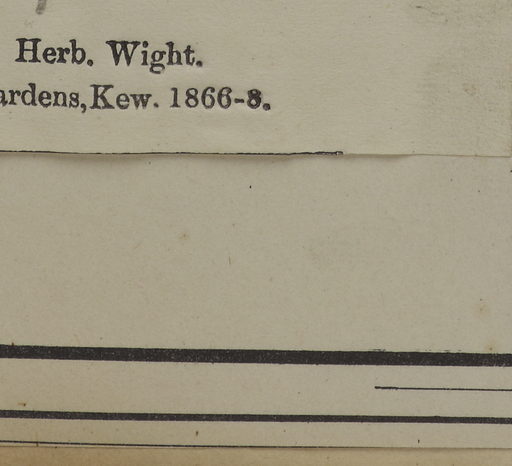 Herb. Wight.
ardens, Kew. 1866-8.